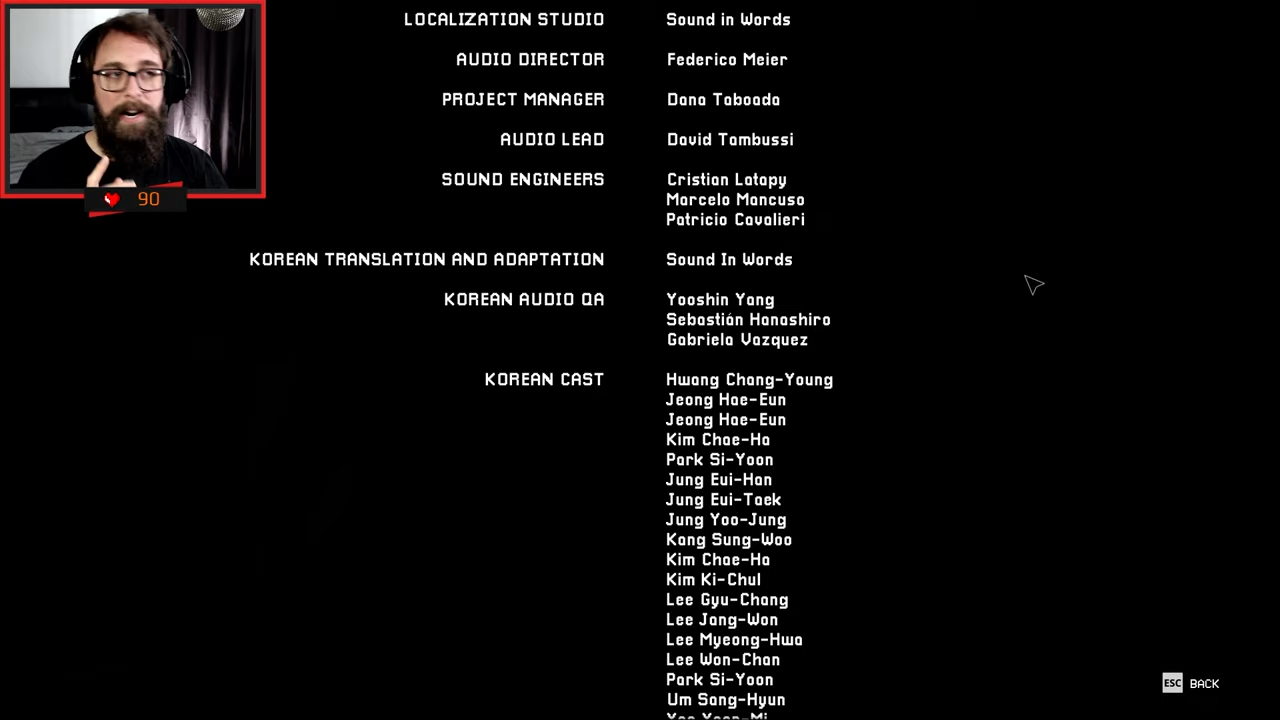 LOCALIZATION STUDIO Sound in Words
AUDIO DIRECTOR Federico Meier
PROJECT MANAGER Dana Taboada
AUDIO LEAD David Tambussi
SOUND ENGINEERS Cristian Latapy
Marcelo Mancuso
90
Patricio Cavalieri
KOREAN TRANSLATION AND ADAPTATION Sound In Words
KOREAN AUDIO QA Yooshin Yang
Sebastián Hanashiro
Gabriela Vazquez
KOREAN CAST Hwang Chang-Young
Jeong Hae-Eun
Jeong Hae-Eun
Kim Chae-Ha
Park Si-Yoon
Jung Eui-Han
Jung Eui-Taek
Jung Yoo-Jung
Kang Sung-Woo
Kim Chae-Ha
Kim Ki-Chul
Lee Gyu-Chang
Lee Jang-Won
Lee Myeong-Hwa
Lee Won-Chan
Park Si-Yoon
ESC BACK
Um Sang-Hyun